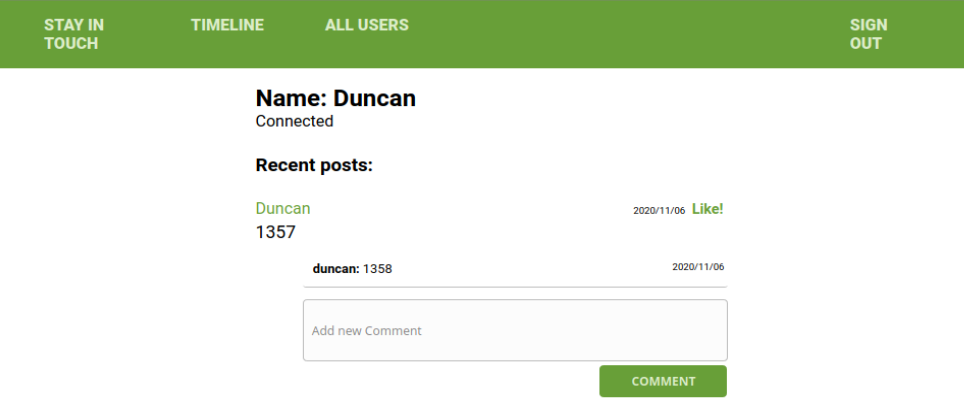 STAY IN TOUCH
TIMELINE
ALL USERS
SIGN OUT
Name: Duncan
Connected
Recent posts:
Duncan 2020/11/06 Like!
1357
duncan: 1358 2020/11/06
Add new Comment
COMMENT